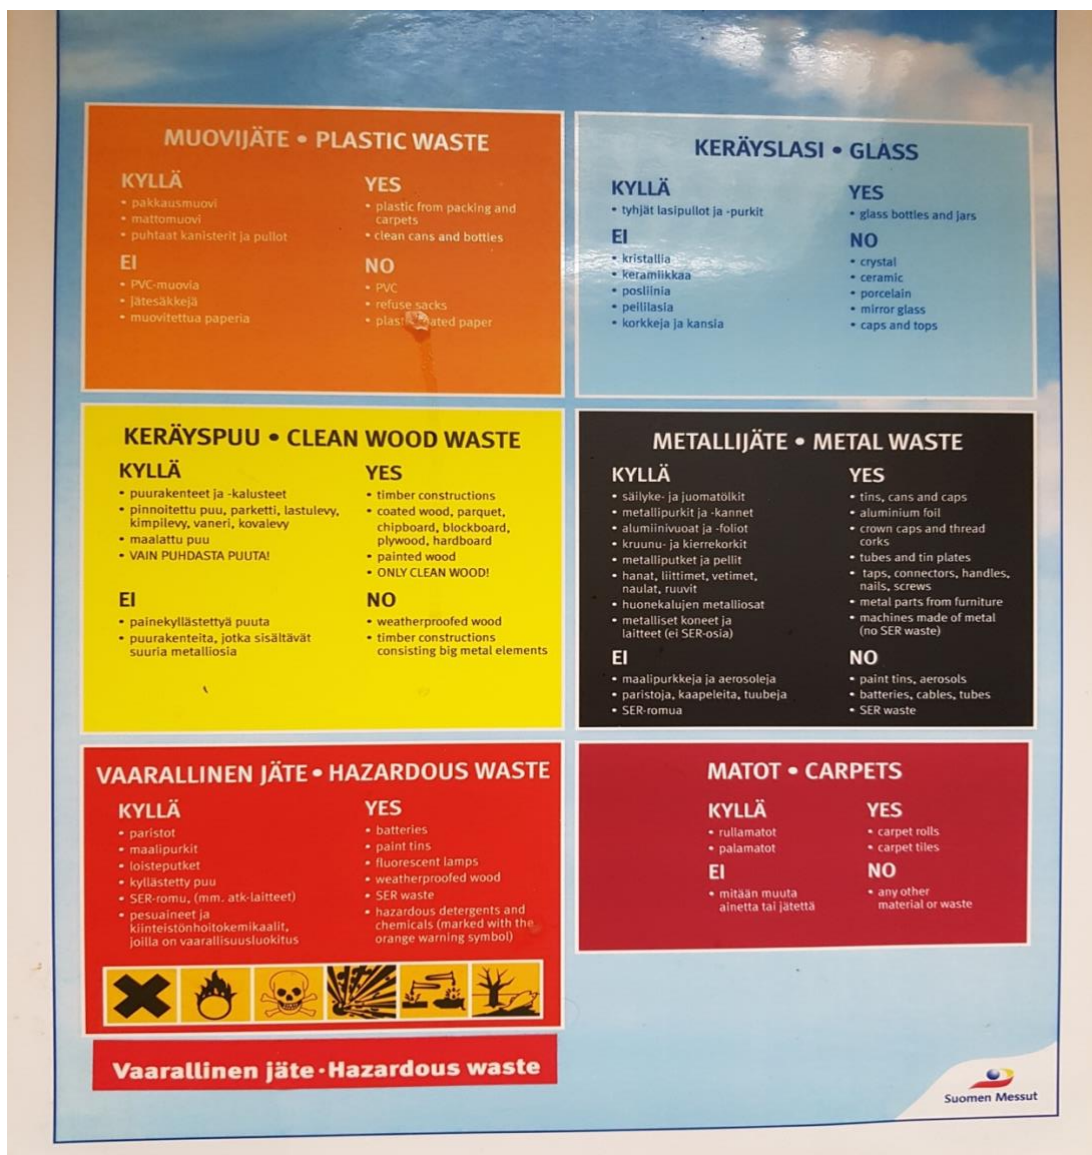 MUOVIJÄTE • PLASTIC WASTE
KYLLÄ
• pakkausmuovi
• mattomuovi
• puhtaat kanisterit ja pullot
EI
• PVC-muovia
• jätesäkkejä
• muovitettua paperia
YES
• plastic from packing and
carpets
• clean cans and bottles
NO
• PVC
• refuse sacks
• paper
KERÄYSLASI • GLASS
KYLLÄ
• tyhjät lasipullot ja -purkit
EI
• kristallia
• keramiikkaa
• posliinia
• peililasia
• korkkeja ja kansia
YES
• glass bottles and jars
NO
• crystal
• ceramic
• porcelain
• mirror glass
• caps and tops
KERÄYSPUU • CLEAN WOOD WASTE
KYLLÄ
• puurakenteet ja -kalusteet
• pinnoitettu puu, parketti, lastulevy,
kimpilevy, vaneri, kovalevy
• maalattu puu
• VAIN PUHDASTA PUUTA!
EI
• painekyllästettyä puuta
• puurakenteita, jotka sisältävät
suuria metalliosia
YES
• timber constructions
• coated wood, parquet,
chipboard, blockboard,
plywood, hardboard
• painted wood
• ONLY CLEAN WOOD!
NO
• weatherproofed wood
• timber constructions
consisting big metal elements
METALLIJÄTE • METAL WASTE
KYLLÄ
• säilyke- ja juomatölkit
• metallipurkit ja -kannet
• alumiinivuoat ja -foliot
• kruunu- ja kierrekorkit
• metalliputket ja pellit
• hanat, liittimet, vetimet,
naulat, ruuvit
• huonekalujen metalliosat
• metalliset koneet ja
laitteet (ei SER-osia)
EI
• maalipurkkeja ja aerosoleja
• paristoja, kaapeleita, tuubeja
• SER-romua
YES
• tins, cans and caps
• aluminium foil
• crown caps and thread
corks
• tubes and tin plates
• taps, connectors, handles,
nails, screws
• metal parts from furniture
• machines made of metal
(no SER waste)
NO
• paint tins, aerosols
• batteries, cables, tubes
• SER waste
VAARALLINEN JÄTE • HAZARDOUS WASTE
KYLLÄ
• paristot
• maalipurkit
• loisteputket
• kyllästetty puu
• SER-romu, (mm. atk-laitteet)
• pesuaineet ja
kiinteistönhoitokemikaalit,
joilla on vaarallisuusluokitus
YES
• batteries
• paint tins
• fluorescent lamps
• weatherproofed wood
• SER waste
• hazardous detergents and
chemicals (marked with the
orange warning symbol)
Vaarallinen jäte · Hazardous waste
MATOT • CARPETS
KYLLÄ
• rullamatot
• palamatot
EI
• mitään muuta
ainetta tai jätettä
YES
• carpet rolls
• carpet tiles
NO
• any other
material or waste
Suomen Messut